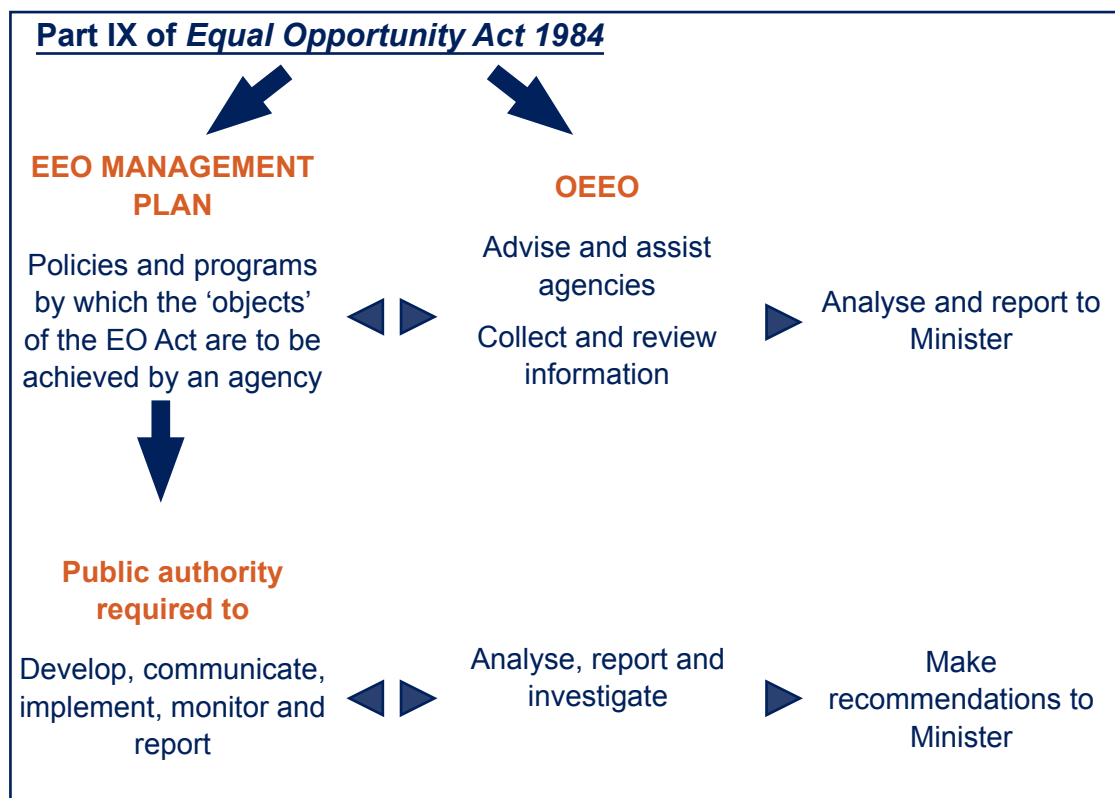 Part IX of Equal Opportunity Act 1984
EEO MANAGEMENT
PLAN
Policies and programs
by which the ‘objects’
of the EO Act are to be
achieved by an agency
OEEO
Advise and assist
agencies
Collect and review
information
Analyse and report to
Minister
Public authority
required to
Develop, communicate,
implement, monitor and
report
Analyse, report and
investigate
Make
recommendations to
Minister